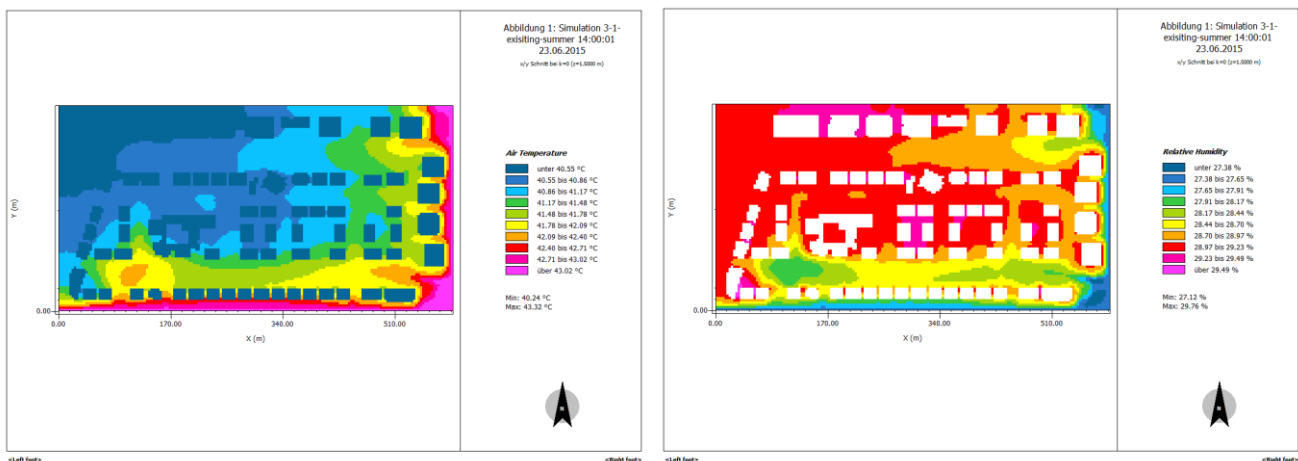 Abbildung 1: Simulation 3-1-
exisiting-summer 14:00:01
23.06.2015
x/y Schnitt bei k=0 (z=1.5000 m)
Air Temperature
unter 40.55 °C
40.55 bis 40.86 °C
40.86 bis 41.17 °C
41.17 bis 41.48 °C
41.48 bis 41.78 °C
41.78 bis 42.09 °C
42.09 bis 42.40 °C
42.40 bis 42.71 °C
42.71 bis 43.02 °C
über 43.02 °C
Min: 40.24 °C
Max: 43.32 °C
Y (m)
0.00
0.00 170.00 340.00 510.00
X (m)
N
<Left foot>
<Right foot>
Abbildung 1: Simulation 3-1-
exisiting-summer 14:00:01
23.06.2015
x/y Schnitt bei k=0 (z=1.5000 m)
Relative Humidity
unter 27.38 %
27.38 bis 27.65 %
27.65 bis 27.91 %
27.91 bis 28.17 %
28.17 bis 28.44 %
28.44 bis 28.70 %
28.70 bis 28.97 %
28.97 bis 29.23 %
29.23 bis 29.49 %
über 29.49 %
Min: 27.12 %
Max: 29.76 %
Y (m)
0.00
0.00 170.00 340.00 510.00
X (m)
N
<Left foot>
<Right foot>